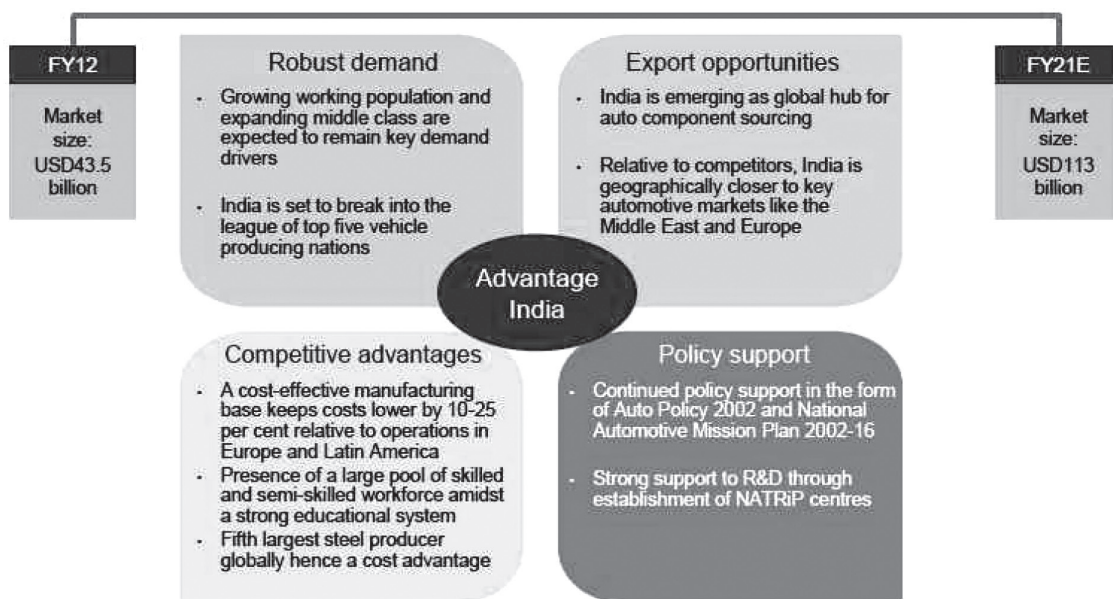 FY12
Market
size:
USD43.5
billion
Robust demand
· Growing working population and
expanding middle class are
expected to remain key demand
drivers
· India is set to break into the
league of top five vehicle
producing nations
Export opportunities
· India is emerging as global hub for
auto component sourcing
· Relative to competitors, India is
geographically closer to key
automotive markets like the
Middle East and Europe
FY21E
Market
size:
USD113
billion
Advantage
India
Competitive advantages
· A cost-effective manufacturing
base keeps costs lower by 10-25
per cent relative to operations in
Europe and Latin America
· Presence of a large pool of skilled
and semi-skilled workforce amidst
a strong educational system
· Fifth largest steel producer
globally hence a cost advantage
Policy support
· Continued policy support in the form
of Auto Policy 2002 and National
Automotive Mission Plan 2002-16
· Strong support to R&D through
establishment of NATRiP centres